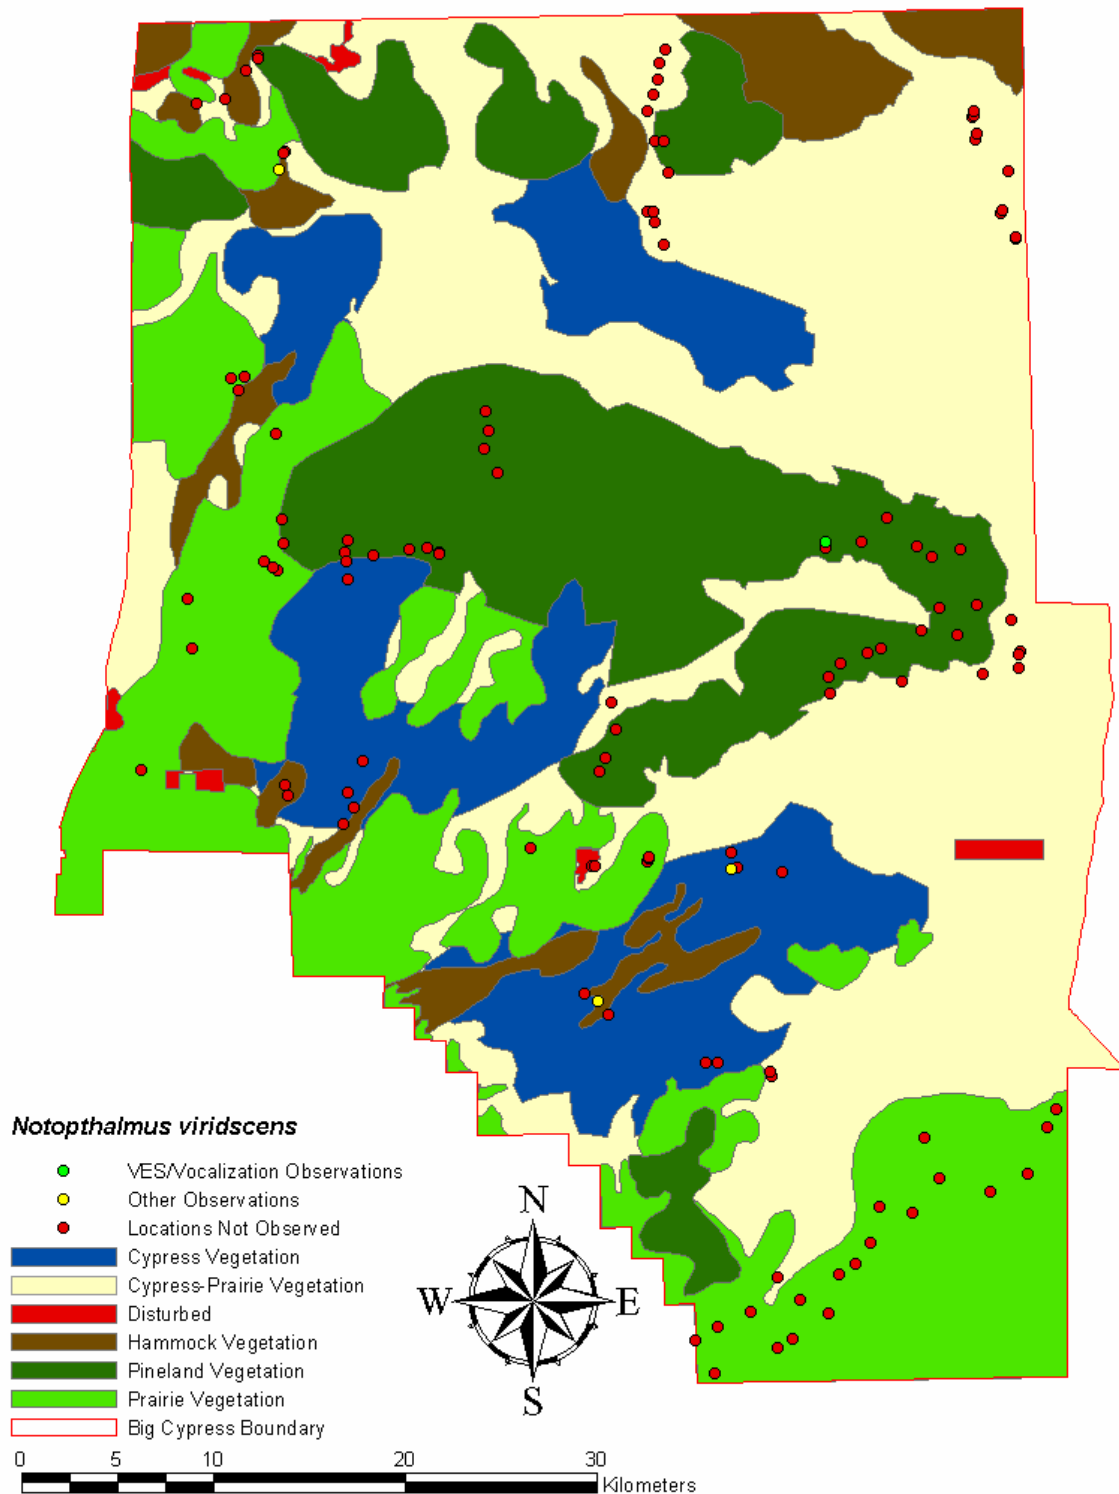 Notopthalmus viridscens
VES/Vocalization Observations
Other Observations
Locations Not Observed
Cypress Vegetation
Cypress-Prairie Vegetation
Disturbed
Hammock Vegetation
Pineland Vegetation
Prairie Vegetation
Big Cypress Boundary
N
W E
S
0 5 10 20 30
Kilometers